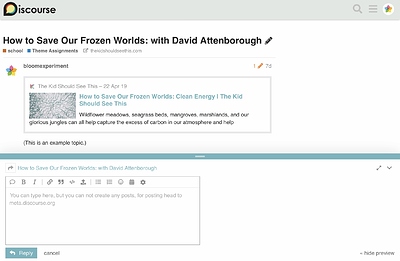 Discourse
How to Save Our Frozen Worlds: with David Attenborough
school Theme Assignments thekidshouldseethis.com
bloomexperiment 1 7d
The Kid Should See This – 22 Apr 19
How to Save Our Frozen Worlds: Clean Energy | The Kid
Should See This
Wildflower meadows, seagrass beds, mangroves, marshlands, and our
glorious jungles can all help capture the excess of carbon in our atmosphere and help
(This is an example topic.)
How to Save Our Frozen Worlds: with David Attenborough
B I
You can type here, but you can not create any posts, for posting head to
meta.discourse.org
Reply cancel « hide preview